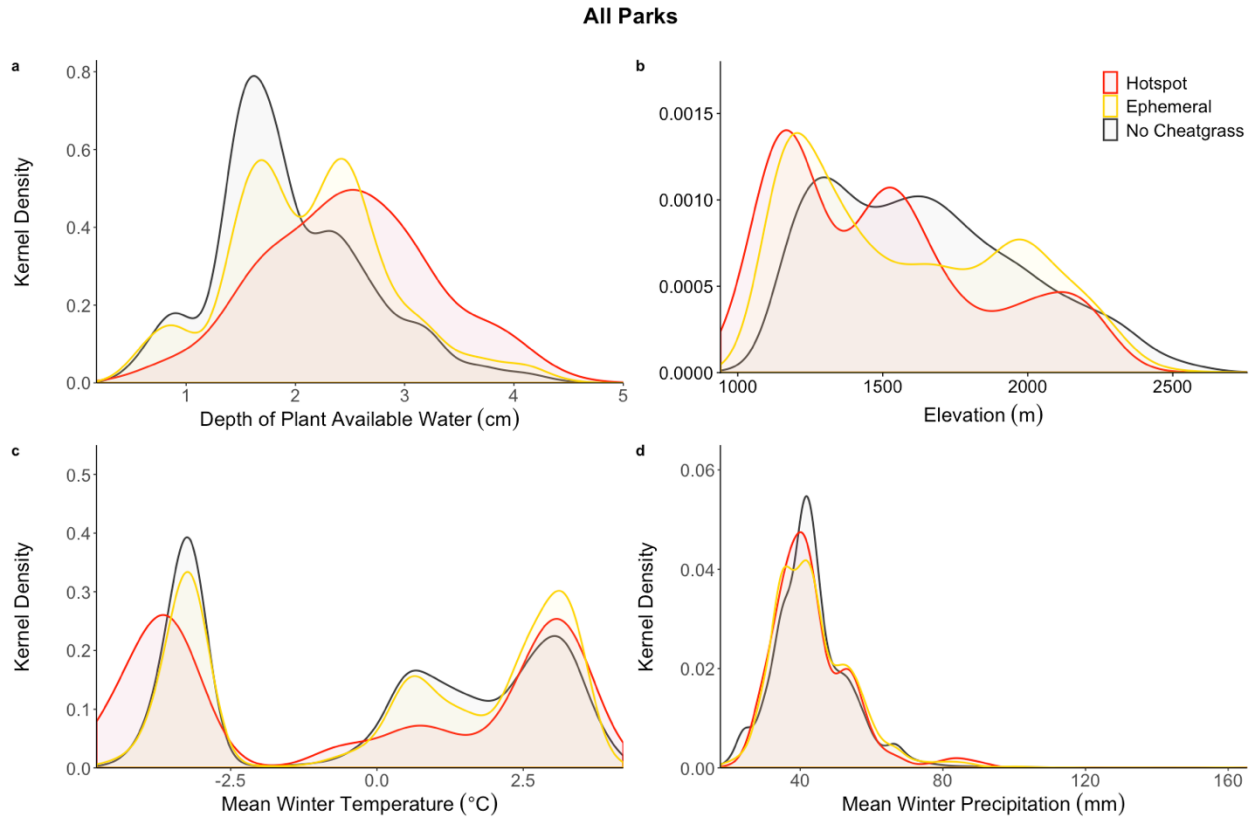 All Parks
a
0.8
0.6
0.4
0.2
0.0
Kernel Density
1 2 3 4 5
Depth of Plant Available Water (cm)
b
0.0015
0.0010
0.0005
0.0000
1000 1500 2000 2500
Elevation (m)
Hotspot
Ephemeral
No Cheatgrass
c
0.5
0.4
0.3
0.2
0.1
0.0
Kernel Density
-2.5 0.0 2.5
Mean Winter Temperature (°C)
d
0.06
0.04
0.02
0.00
Kernel Density
40 80 120 160
Mean Winter Precipitation (mm)